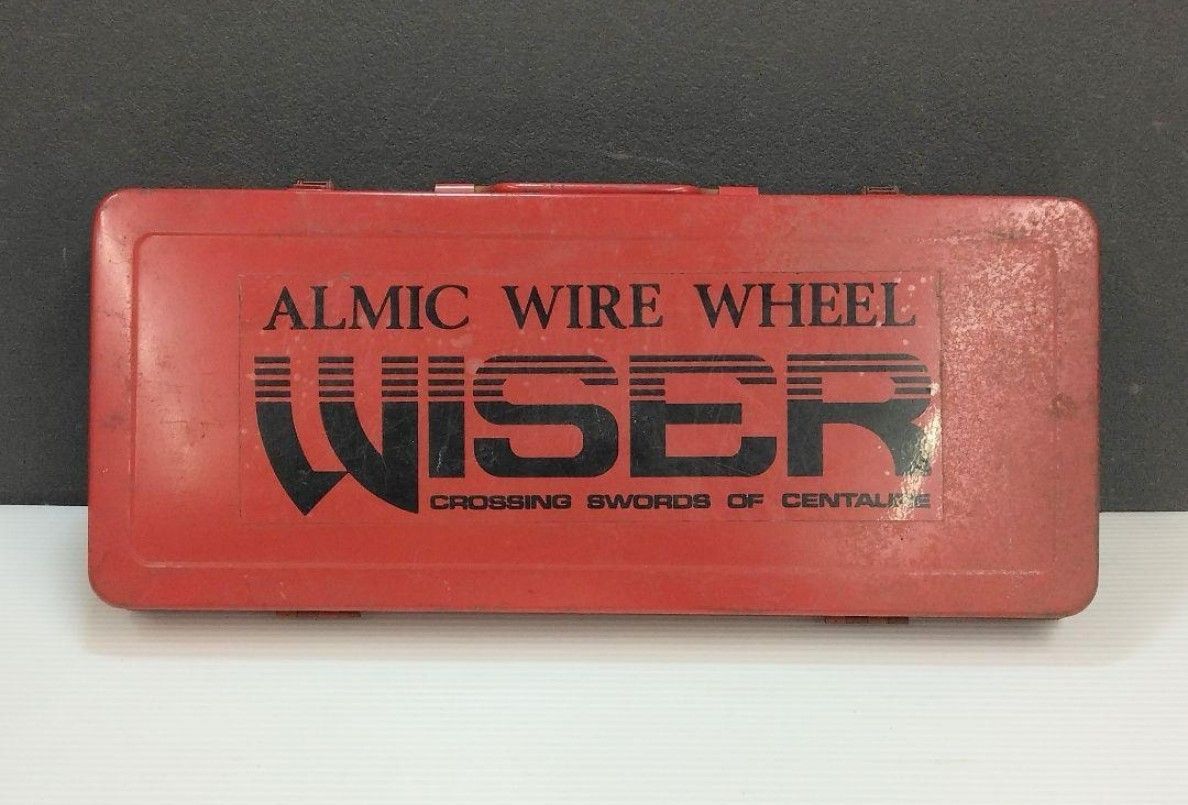 ALMIC WIRE WHEEL
WISER
CROSSING SWORDS OF CENTAURE